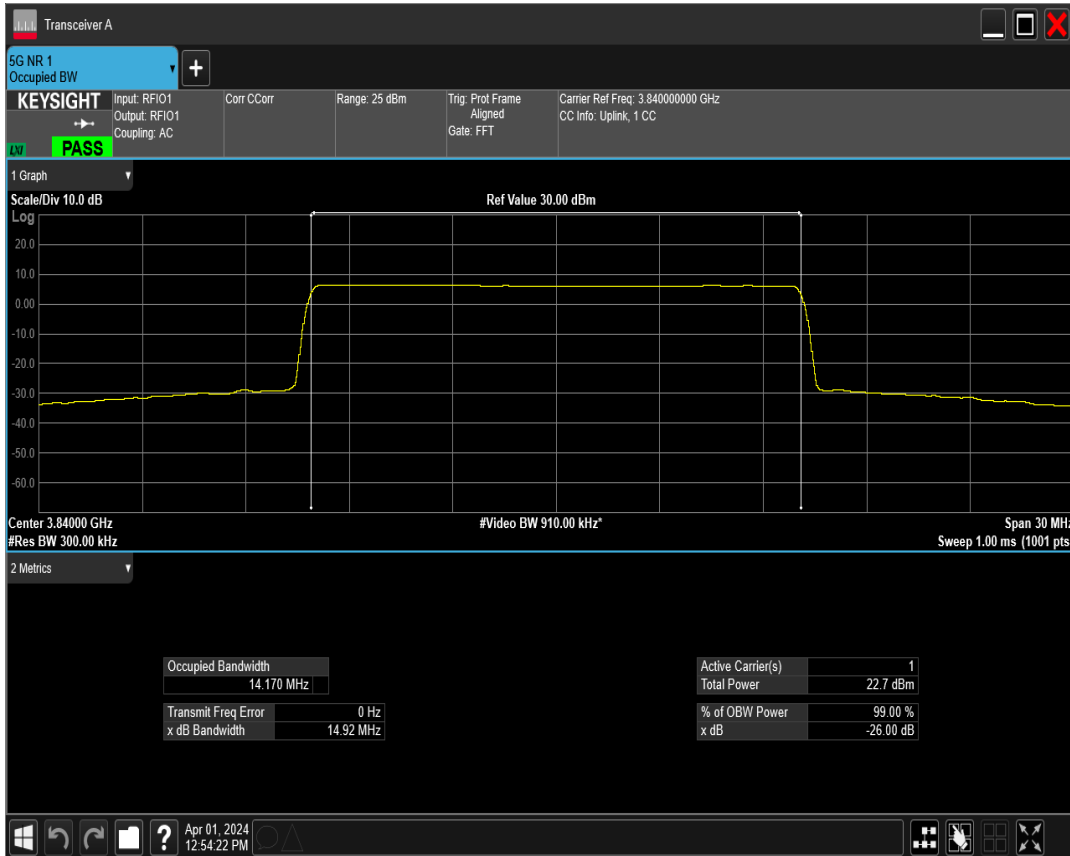 Transceiver A
5G NR 1
Occupied BW
+
KEYSIGHT
LXI
PASS
Input: RFIO1
Output: RFIO1
Coupling: AC
Corr CCorr
Range: 25 dBm
Trig: Prot Frame
Aligned
Gate: FFT
Carrier Ref Freq: 3.840000000 GHz
CC Info: Uplink, 1 CC
1 Graph
Scale/Div 10.0 dB
Ref Value 30.00 dBm
Log
20.0
10.0
0.00
-10.0
-20.0
-30.0
-40.0
-50.0
-60.0
Center 3.84000 GHz
#Video BW 910.00 kHz*
Span 30 MHz
#Res BW 300.00 kHz
Sweep 1.00 ms (1001 pts
2 Metrics
Occupied Bandwidth
14.170 MHz
Transmit Freq Error 0 Hz
x dB Bandwidth 14.92 MHz
Active Carrier(s) 1
Total Power 22.7 dBm
% of OBW Power 99.00 %
x dB -26.00 dB
?
Apr 01, 2024
12:54:22 PM